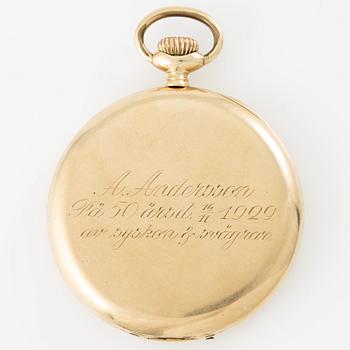 A. Andersson
På 50 årsd. 16/11 1929
av syskon & svågrar.